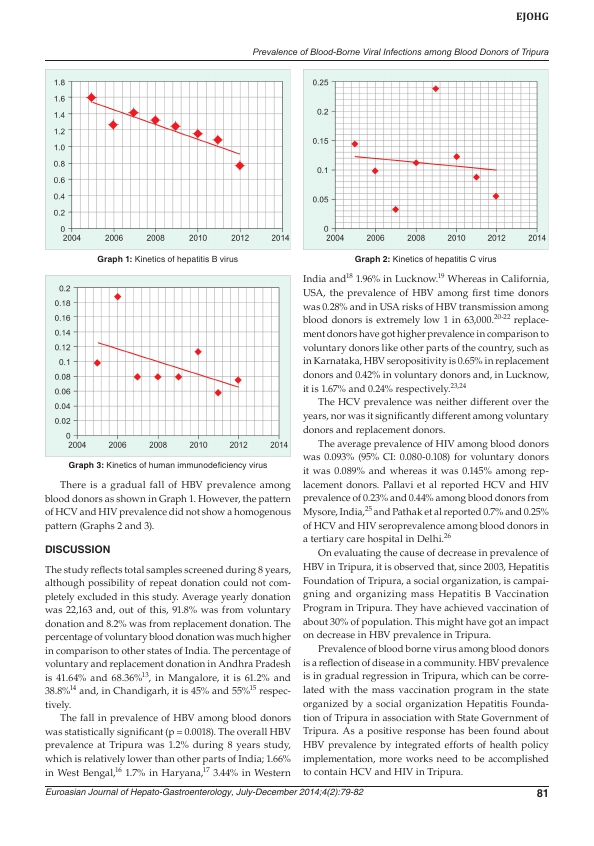 EJOHG
Prevalence of Blood-Borne Viral Infections among Blood Donors of Tripura
1.8
1.6
1.4
1.2
1.0
0.8
0.6
0.4
0.2
0
2004
2006
2008
2010
2012
2014
Graph 1: Kinetics of hepatitis B virus
0.25
0.2
0.15
0.1
0.05
0
2004
2006
2008
2010
2012
2014
Graph 2: Kinetics of hepatitis C virus
0.2
0.18
0.16
0.14
0.12
0.1
0.08
0.06
0.04
0.02
0
2004
2006
2008
2010
2012
2014
Graph 3: Kinetics of human immunodeficiency virus
There is a gradual fall of HBV prevalence among
blood donors as shown in Graph 1. However, the pattern
of HCV and HIV prevalence did not show a homogenous
pattern (Graphs 2 and 3).
DISCUSSION
The study reflects total samples screened during 8 years,
although possibility of repeat donation could not com-
pletely excluded in this study. Average yearly donation
was 22,163 and, out of this, 91.8% was from voluntary
donation and 8.2% was from replacement donation. The
percentage of voluntary blood donation was much higher
in comparison to other states of India. The percentage of
voluntary and replacement donation in Andhra Pradesh
is 41.64% and 68.36%13, in Mangalore, it is 61.2% and
38.8%14 and, in Chandigarh, it is 45% and 55%15 respec-
tively.
The fall in prevalence of HBV among blood donors
was statistically significant (p = 0.0018). The overall HBV
prevalence at Tripura was 1.2% during 8 years study,
which is relatively lower than other parts of India; 1.66%
in West Bengal,16 1.7% in Haryana,17 3.44% in Western
India and18 1.96% in Lucknow.19 Whereas in California,
USA, the prevalence of HBV among first time donors
was 0.28% and in USA risks of HBV transmission among
blood donors is extremely low 1 in 63,000.20-22 replace-
ment donors have got higher prevalence in comparison to
voluntary donors like other parts of the country, such as
in Karnataka, HBV seropositivity is 0.65% in replacement
donors and 0.42% in voluntary donors and, in Lucknow,
it is 1.67% and 0.24% respectively.23,24
The HCV prevalence was neither different over the
years, nor was it significantly different among voluntary
donors and replacement donors.
The average prevalence of HIV among blood donors
was 0.093% (95% CI: 0.080-0.108) for voluntary donors
it was 0.089% and whereas it was 0.145% among rep-
lacement donors. Pallavi et al reported HCV and HIV
prevalence of 0.23% and 0.44% among blood donors from
Mysore, India,25 and Pathak et al reported 0.7% and 0.25%
of HCV and HIV seroprevalence among blood donors in
a tertiary care hospital in Delhi.26
On evaluating the cause of decrease in prevalence of
HBV in Tripura, it is observed that, since 2003, Hepatitis
Foundation of Tripura, a social organization, is campai-
gning and organizing mass Hepatitis B Vaccination
Program in Tripura. They have achieved vaccination of
about 30% of population. This might have got an impact
on decrease in HBV prevalence in Tripura.
Prevalence of blood borne virus among blood donors
is a reflection of disease in a community. HBV prevalence
is in gradual regression in Tripura, which can be corre-
lated with the mass vaccination program in the state
organized by a social organization Hepatitis Founda-
tion of Tripura in association with State Government of
Tripura. As a positive response has been found about
HBV prevalence by integrated efforts of health policy
implementation, more works need to be accomplished
to contain HCV and HIV in Tripura.
Euroasian Journal of Hepato-Gastroenterology, July-December 2014;4(2):79-82
81